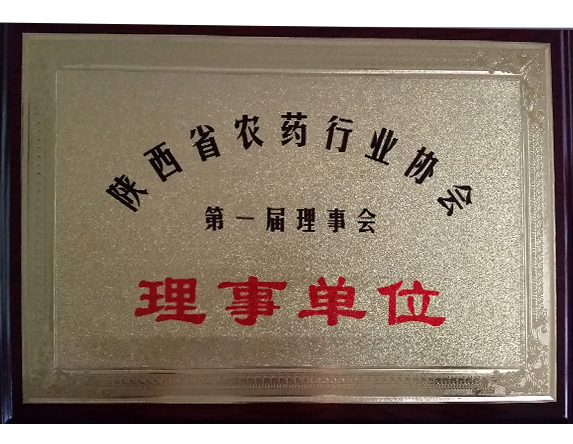 陕西省农药行业协会
第一届理事会
理事单位